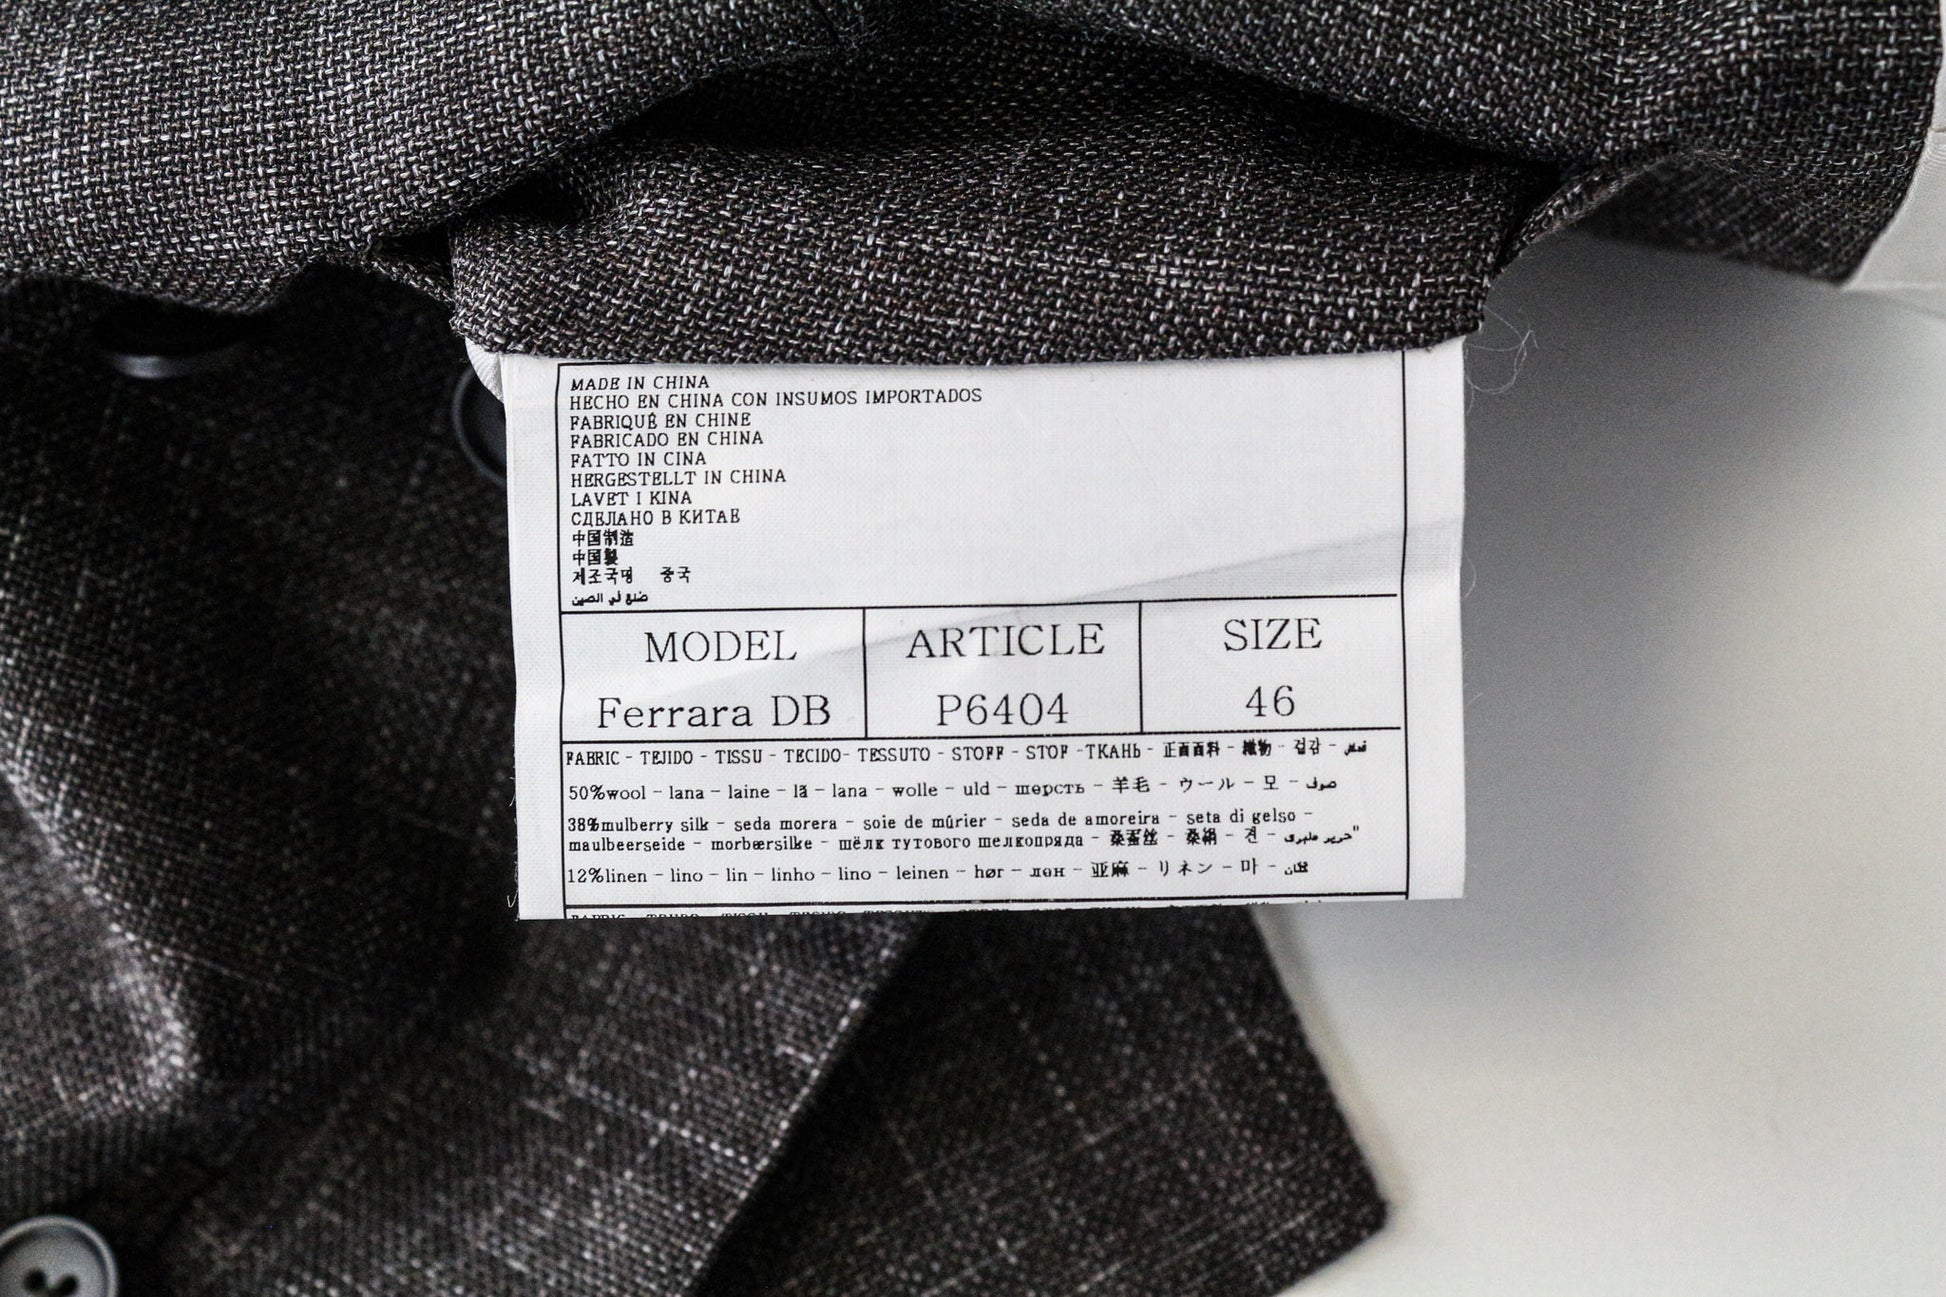 MADE IN CHINA
HECHO EN CHINA CON INSUMOS IMPORTADOS
FABRIQUÉ EN CHINE
FABRICADO EN CHINA
FATTO IN CINA
HERGESTELLT IN CHINA
LAVET I KINA
СДЕЛАНО В КИТАЕ
中国制造
中国製
제조국명 중국
صنع في الصين
MODEL ARTICLE SIZE
Ferrara DB P6404 46
FABRIC - TEJIDO - TISSU - TECIDO- TESSUTO - STOFF - STOF -ТКАНЬ - 正面面料 - 織物 - 겉감 - قماش
50%wool - lana - laine - lã - lana - wolle - uld - шерсть - 羊毛 - ウール - 모 - صوف
38%mulberry silk - seda morera - soie de mûrier - seda de amoreira - seta di gelso -
maulbeerseide - morbærsilke - шёлк тутового шелкопряда - 桑蚕丝 - 桑絹 - 견 - حرير ملبري"
12%linen - lino - lin - linho - lino - leinen - hør - лен - 亚麻 - リネン - 마 - كتان